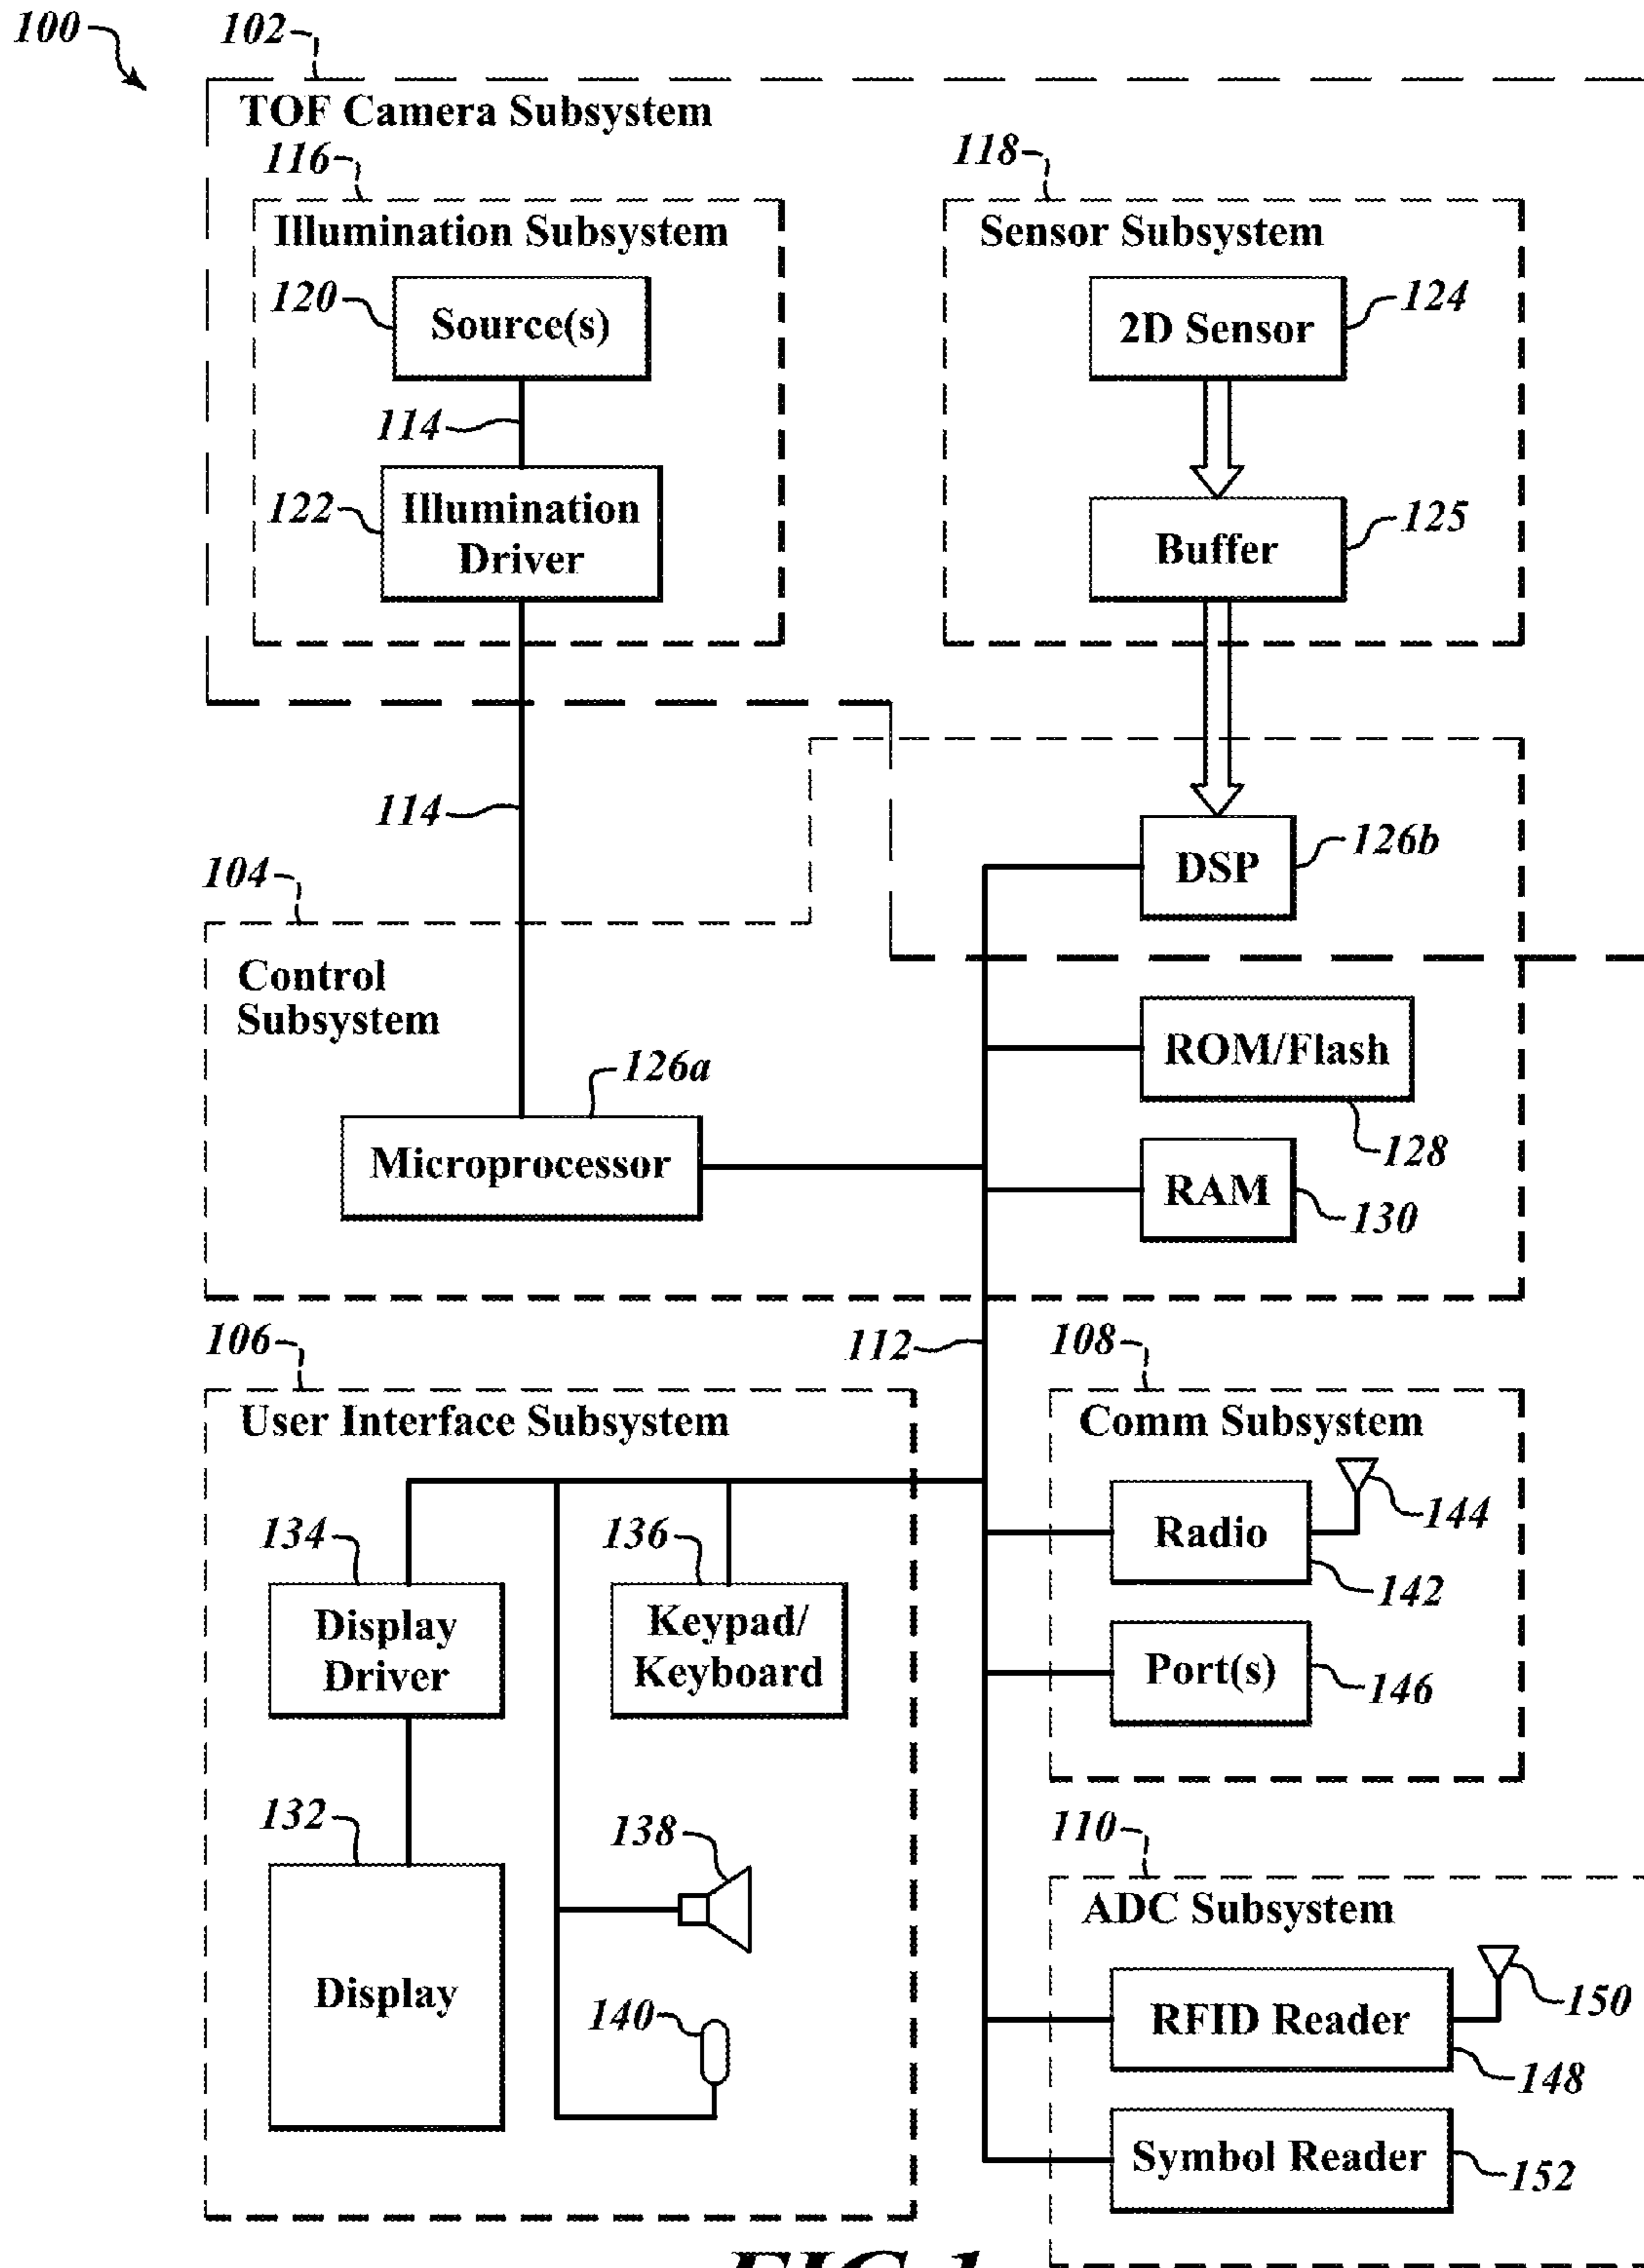 100
102
TOF Camera Subsystem
116
118
Illumination Subsystem
Sensor Subsystem
120
Source(s)
2D Sensor
124
114
122
Illumination
Driver
Buffer
125
114
DSP
126b
104
Control
Subsystem
ROM/Flash
126a
128
Microprocessor
RAM
130
106
112
108
User Interface Subsystem
Comm Subsystem
134
136
Radio
144
142
Display
Driver
Keypad/
Keyboard
Port(s)
146
132
138
110
ADC Subsystem
Display
140
RFID Reader
150
148
Symbol Reader
152
FIG. 1